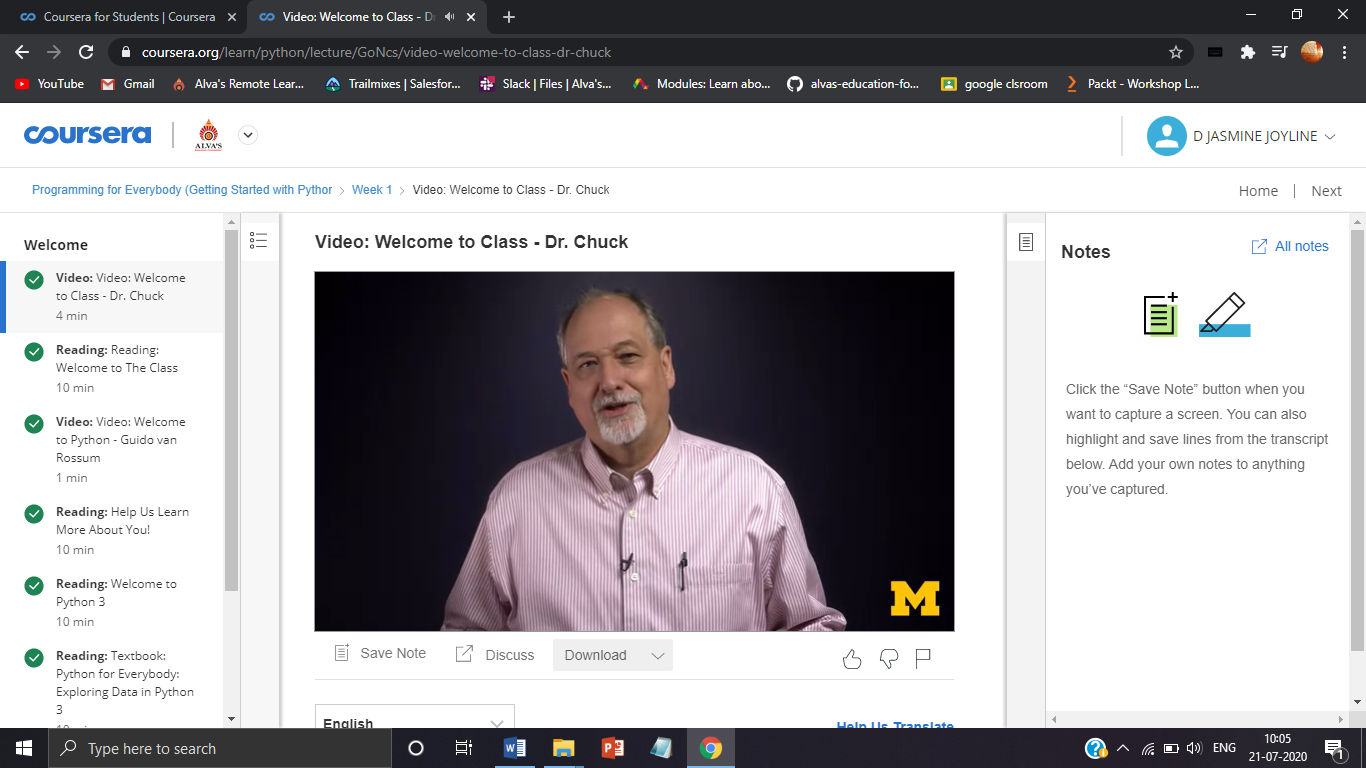 Coursera for Students | Coursera
Video: Welcome to Class - Dr
coursera.org/learn/python/lecture/GoNcs/video-welcome-to-class-dr-chuck
YouTube
Gmail
Alva's Remote Lear...
Trailmixes | Salesfor...
Slack | Files | Alva's...
Modules: Learn abo...
alvas-education-fo...
google clsroom
Packt - Workshop L...
coursera
ALVA'S
D JASMINE JOYLINE
Programming for Everybody (Getting Started with Python
Week 1
Video: Welcome to Class - Dr. Chuck
Home | Next
Welcome
Video: Video: Welcome
to Class - Dr. Chuck
4 min
Reading: Reading:
Welcome to The Class
10 min
Video: Video: Welcome
to Python - Guido van
Rossum
1 min
Reading: Help Us Learn
More About You!
10 min
Reading: Welcome to
Python 3
10 min
Reading: Textbook:
Python for Everybody:
Exploring Data in Python
3
Video: Welcome to Class - Dr. Chuck
M
Save Note
Discuss
Download
English
Help Us Translate
Notes
All notes
Click the “Save Note” button when you
want to capture a screen. You can also
highlight and save lines from the transcript
below. Add your own notes to anything
you’ve captured.
Type here to search
ENG
10:05
21-07-2020
1